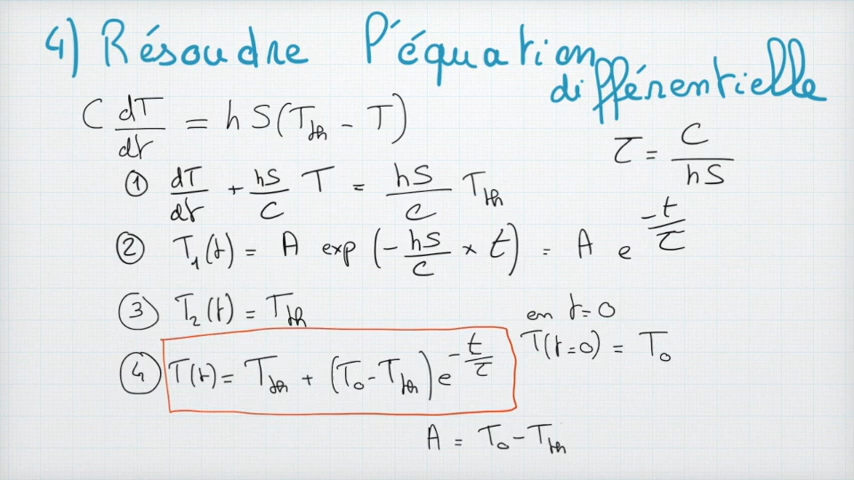 4) Résoudre l'équation
différentielle
C dT/dt = hS(Tth - T)
τ = C/hS
① dT/dt + hS/C T = hS/C Tth
② T₁(t) = A exp(-hS/C × t) = A e^(-t/τ)
③ T₂(t) = Tth
en t=0
T(t=0) = T₀
④ T(t) = Tth + (T₀ - Tth) e^(-t/τ)
A = T₀ - Tth